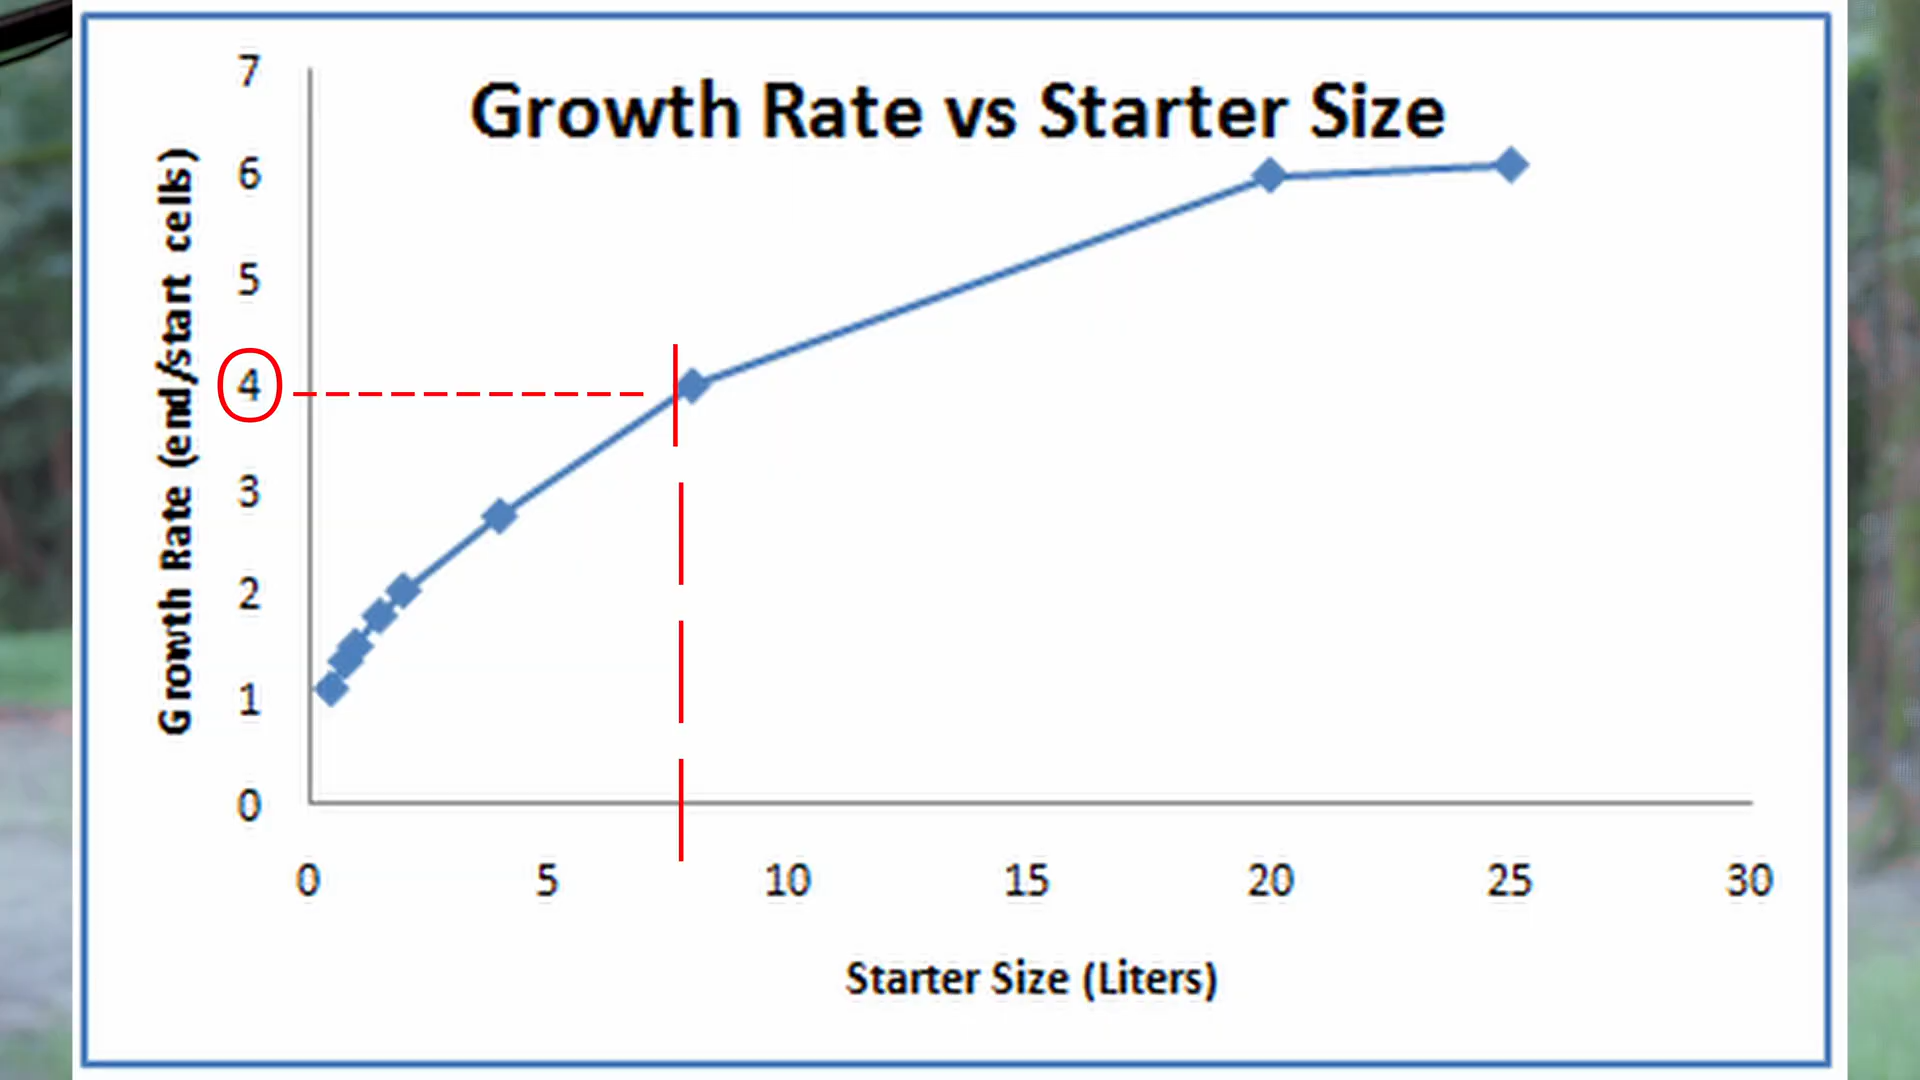 Growth Rate vs Starter Size
Growth Rate (end/start cells)
7
6
5
4
3
2
1
0
0 5 10 15 20 25 30
Starter Size (Liters)